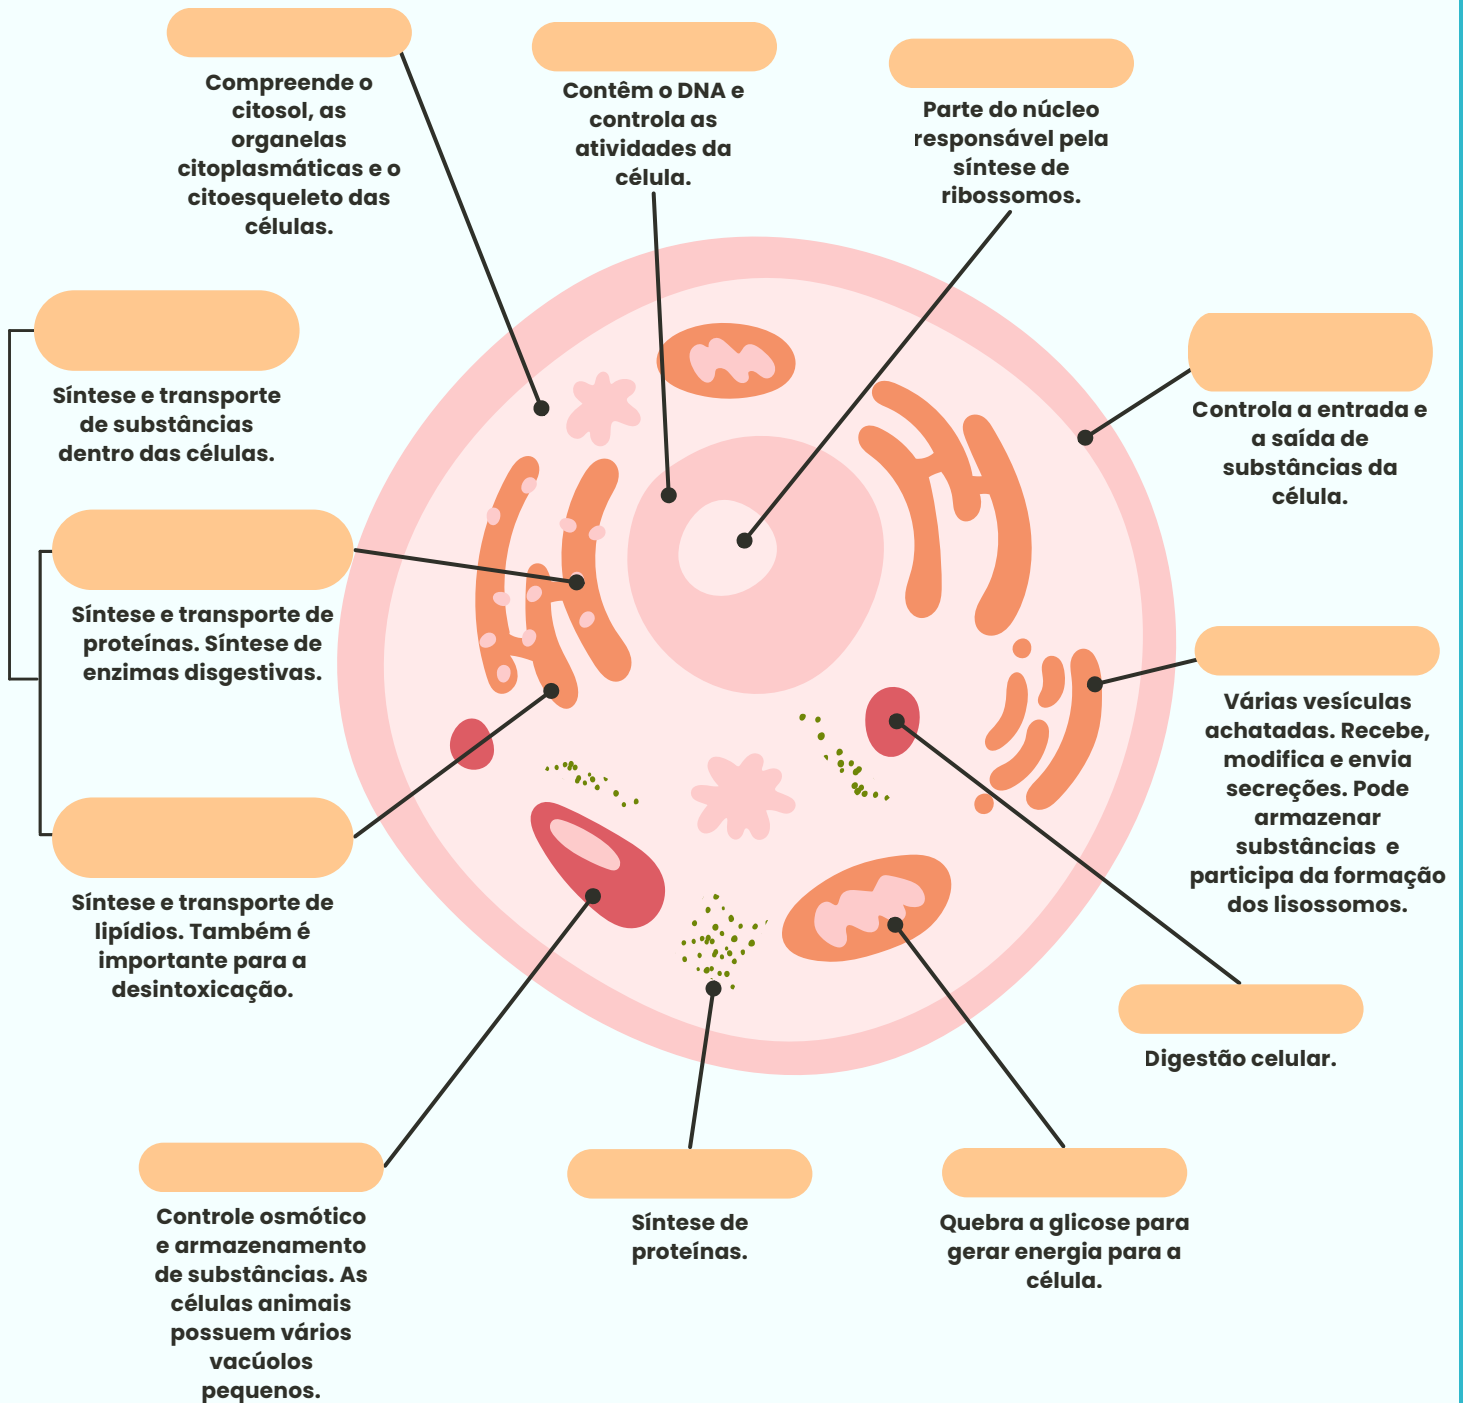 Compreende o
citosol, as
organelas
citoplasmáticas e o
citoesqueleto das
células.
Contêm o DNA e
controla as
atividades da
célula.
Parte do núcleo
responsável pela
síntese de
ribossomos.
Síntese e transporte
de substâncias
dentro das células.
Controla a entrada e
a saída de
substâncias da
célula.
Síntese e transporte de
proteínas. Síntese de
enzimas disgestivas.
Várias vesículas
achatadas. Recebe,
modifica e envia
secreções. Pode
armazenar
substâncias e
participa da formação
dos lisossomos.
Síntese e transporte de
lipídios. Também é
importante para a
desintoxicação.
Digestão celular.
Controle osmótico
e armazenamento
de substâncias. As
células animais
possuem vários
vacúolos
pequenos.
Síntese de
proteínas.
Quebra a glicose para
gerar energia para a
célula.